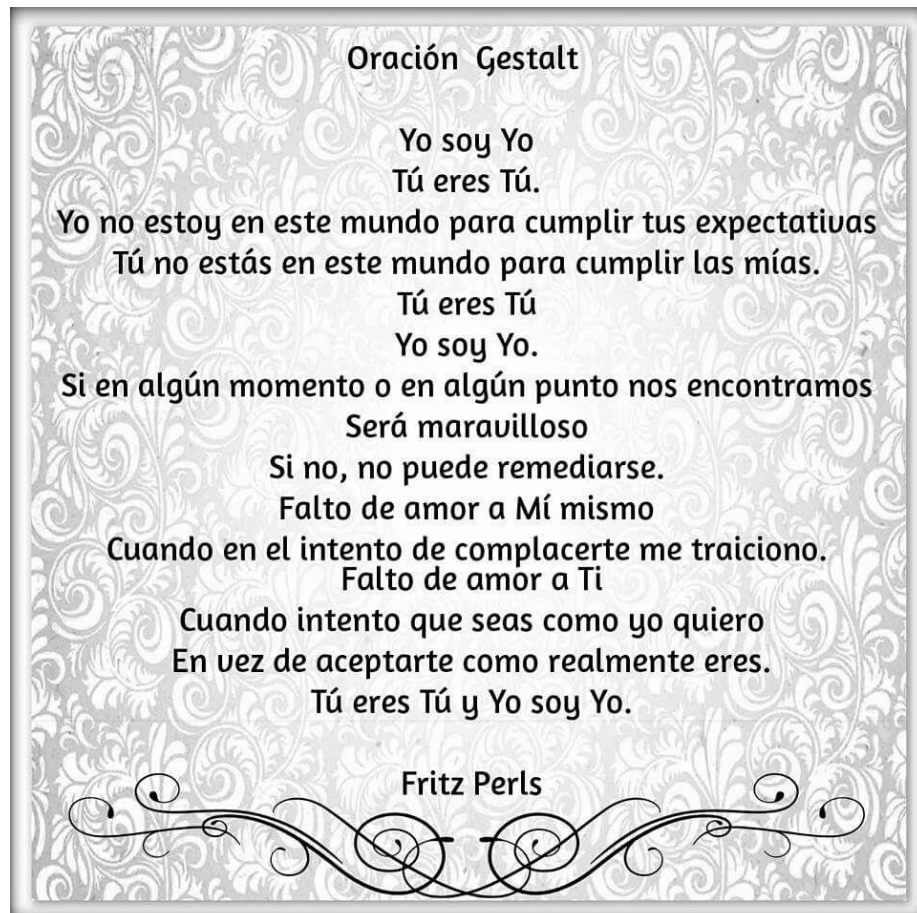 Oración Gestalt
Yo soy Yo
Tú eres Tú.
Yo no estoy en este mundo para cumplir tus expectativas
Tú no estás en este mundo para cumplir las mías.
Tú eres Tú
Yo soy Yo.
Si en algún momento o en algún punto nos encontramos
Será maravilloso
Si no, no puede remediarse.
Falto de amor a Mí mismo
Cuando en el intento de complacerte me traiciono.
Falto de amor a Ti
Cuando intento que seas como yo quiero
En vez de aceptarte como realmente eres.
Tú eres Tú y Yo soy Yo.
Fritz Perls